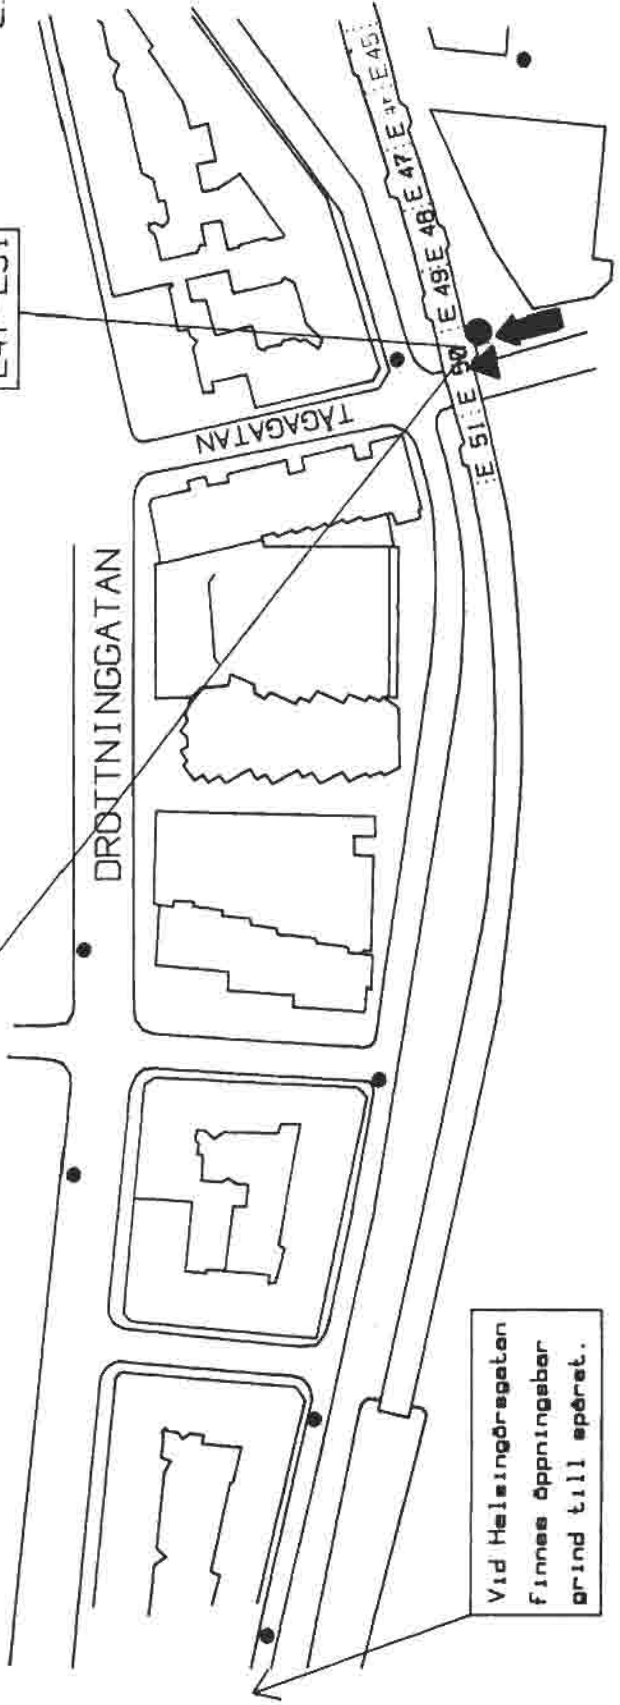 DROTTNINGGATAN
TÅGAGATAN
E 45
E 47
E 48
E 49
E 50
E 51
Vid Helsingörsgatan
finnes öppningsbar
grind till spåret.